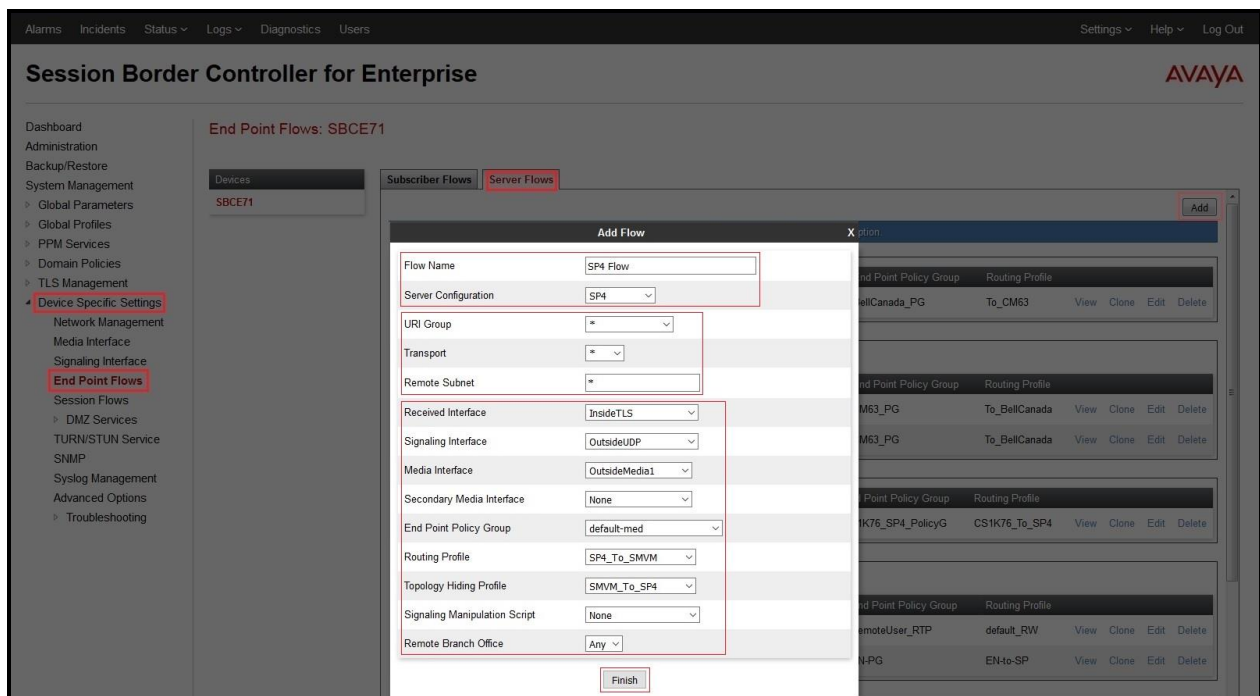 Alarms Incidents Status Logs Diagnostics Users Settings Help Log Out
Session Border Controller for Enterprise AVAYA
Dashboard
Administration
Backup/Restore
System Management
Global Parameters
Global Profiles
PPM Services
Domain Policies
TLS Management
Device Specific Settings
Network Management
Media Interface
Signaling Interface
End Point Flows
Session Flows
DMZ Services
TURN/STUN Service
SNMP
Syslog Management
Advanced Options
Troubleshooting
End Point Flows: SBCE71
Devices
SBCE71
Subscriber Flows Server Flows
Add
Add Flow X
Flow Name SP4 Flow
Server Configuration SP4
URI Group *
Transport *
Remote Subnet *
Received Interface InsideTLS
Signaling Interface OutsideUDP
Media Interface OutsideMedia1
Secondary Media Interface None
End Point Policy Group default-med
Routing Profile SP4_To_SMVM
Topology Hiding Profile SMVM_To_SP4
Signaling Manipulation Script None
Remote Branch Office Any
Finish
ption.
nd Point Policy Group Routing Profile
ellCanada_PG To_CM63 View Clone Edit Delete
nd Point Policy Group Routing Profile
M63_PG To_BellCanada View Clone Edit Delete
M63_PG To_BellCanada View Clone Edit Delete
Point Policy Group Routing Profile
1K76_SP4_PolicyG CS1K76_To_SP4 View Clone Edit Delete
nd Point Policy Group Routing Profile
emoteUser_RTP default_RW View Clone Edit Delete
N-PG EN-to-SP View Clone Edit Delete